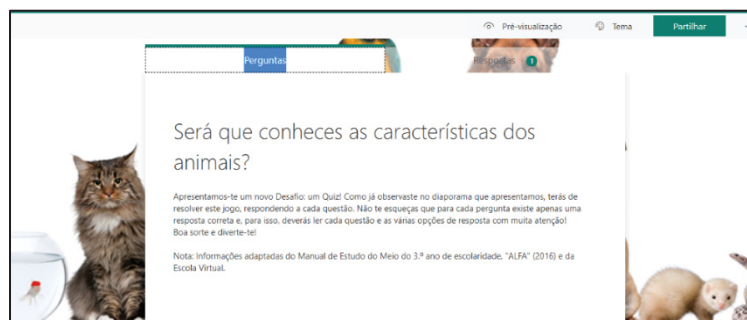 Pré-visualização Tema Partilhar
Perguntas Respostas 1
Será que conheces as características dos
animais?
Apresentamos-te um novo Desafio: um Quiz! Como já observaste no diaporama que apresentamos, terás de
resolver este jogo, respondendo a cada questão. Não te esqueças que para cada pergunta existe apenas uma
resposta correta e, para isso, deverás ler cada questão e as várias opções de resposta com muita atenção!
Boa sorte e diverte-te!
Nota: Informações adaptadas do Manual de Estudo do Meio do 3.º ano de escolaridade, "ALFA" (2016) e da
Escola Virtual.